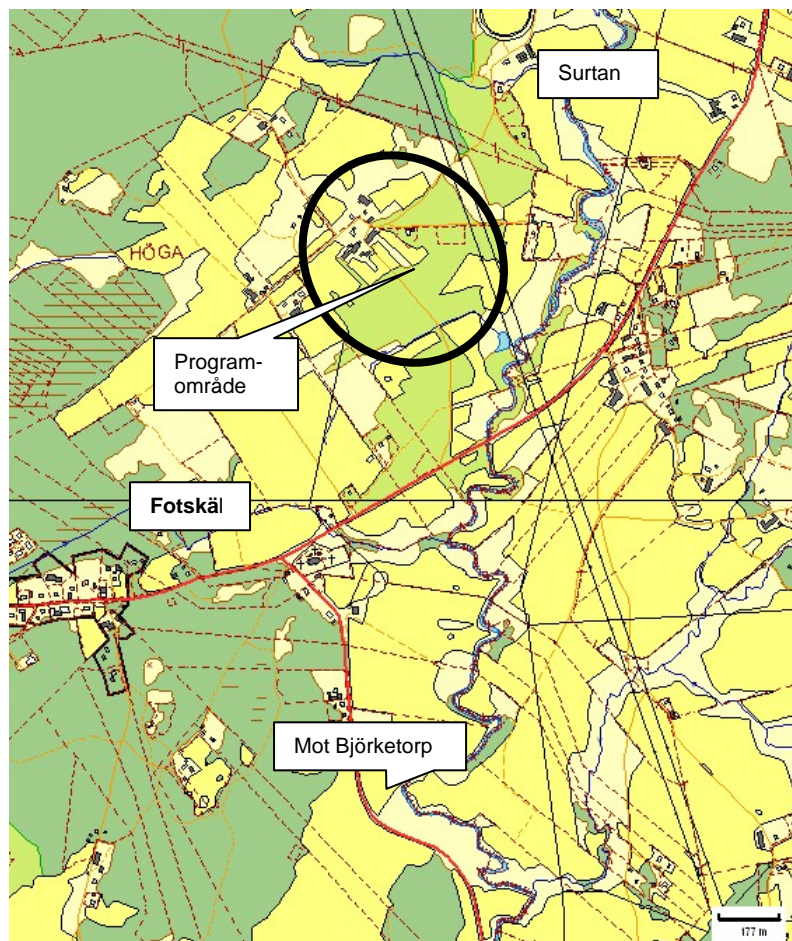 Surtan
HÖGA
Program-
område
Fotskäl
Mot Björketorp
177 m